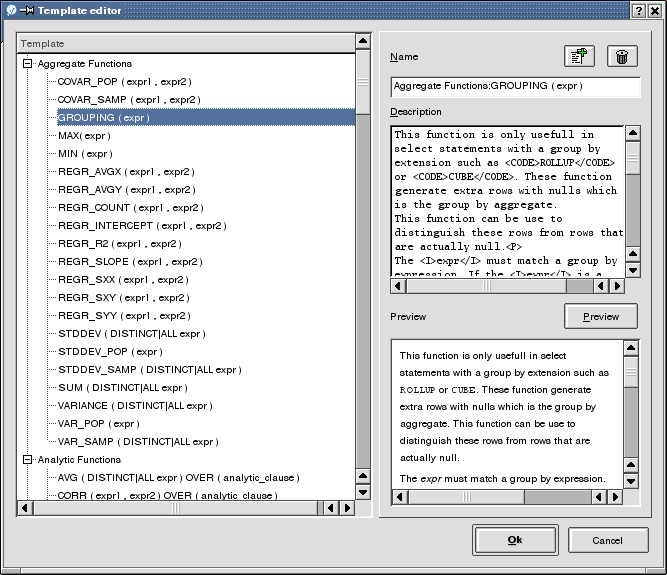 Template editor
Template
Aggregate Functions
COVAR_POP (expr1 , expr2 )
COVAR_SAMP (expr1 , expr2 )
GROUPING ( expr )
MAX(expr )
MIN ( expr )
REGR_AVGX ( expr1 , expr2 )
REGR_AVGY ( expr1 , expr2 )
REGR_COUNT ( expr1 , expr2 )
REGR_INTERCEPT ( expr1 , expr2 )
REGR_R2 ( expr1 , expr2 )
REGR_SLOPE ( expr1 , expr2 )
REGR_SXX ( expr1 , expr2 )
REGR_SXY ( expr1 , expr2 )
REGR_SYY ( expr1 , expr2 )
STDDEV ( DISTINCT|ALL expr )
STDDEV_POP ( expr )
STDDEV_SAMP ( DISTINCT|ALL expr )
SUM ( DISTINCT|ALL expr )
VARIANCE ( DISTINCT|ALL expr )
VAR_POP ( expr )
VAR_SAMP ( DISTINCT|ALL expr )
Analytic Functions
AVG ( DISTINCT|ALL expr ) OVER ( analytic_clause )
CORR ( expr1 , expr2 ) OVER ( analytic_clause )
Name
Aggregate Functions:GROUPING ( expr )
Description
This function is only usefull in
select statements with a group by
extension such as <CODE>ROLLUP</CODE>
or <CODE>CUBE</CODE>. These function
generate extra rows with nulls which
is the group by aggregate.
This function can be use to
distinguish these rows from rows that
are actually null.<P>
The <I>expr</I> must match a group by
expression. If the <I>expr</I> is a
Preview
Preview
This function is only usefull in select
statements with a group by extension such as
ROLLUP or CUBE. These function generate
extra rows with nulls which is the group by
aggregate. This function can be use to
distinguish these rows from rows that are
actually null.
The expr must match a group by expression.
Ok
Cancel